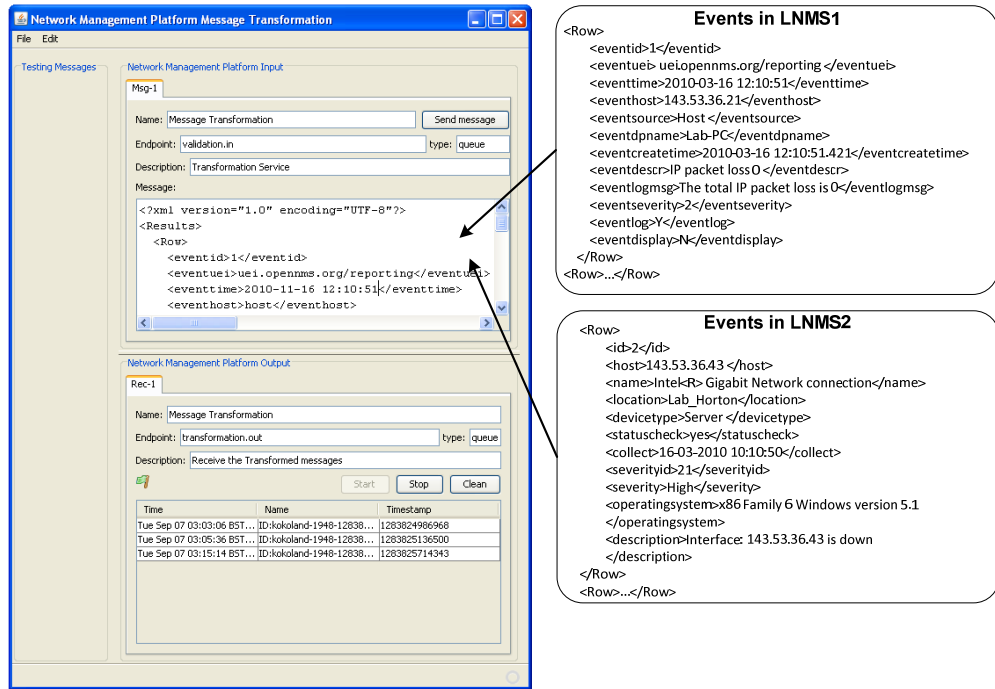 Network Management Platform Message Transformation
File Edit
Testing Messages
Network Management Platform Input
Msg-1
Name: Message Transformation Send message
Endpoint: validation.in type: queue
Description: Transformation Service
Message:
<?xml version="1.0" encoding="UTF-8"?>
<Results>
<Row>
<eventid>1</eventid>
<eventuei>uei.opennms.org/reporting</eventuei>
<eventtime>2010-11-16 12:10:51</eventtime>
<eventhost>host</eventhost>
Network Management Platform Output
Rec-1
Name: Message Transformation
Endpoint: transformation.out type: queue
Description: Receive the Transformed messages
Start Stop Clean
Time Name Timestamp
Tue Sep 07 03:03:06 BST... ID:kokoland-1948-12838... 1283824986968
Tue Sep 07 03:05:36 BST... ID:kokoland-1948-12838... 1283825136500
Tue Sep 07 03:15:14 BST... ID:kokoland-1948-12838... 1283825714343
Events in LNMS1
<Row>
<eventid>1</eventid>
<eventuei> uei.opennms.org/reporting </eventuei>
<eventtime>2010-03-16 12:10:51</eventtime>
<eventhost>143.53.36.21</eventhost>
<eventsource>Host </eventsource>
<eventdpname>Lab-PC</eventdpname>
<eventcreatetime>2010-03-16 12:10:51.421</eventcreatetime>
<eventdescr>IP packet loss 0 </eventdescr>
<eventlogmsg>The total IP packet loss is 0</eventlogmsg>
<eventseverity>2</eventseverity>
<eventlog>Y</eventlog>
<eventdisplay>N</eventdisplay>
</Row>
<Row>...</Row>
Events in LNMS2
<Row>
<id>2</id>
<host>143.53.36.43 </host>
<name>Intel<R> Gigabit Network connection</name>
<location>Lab_Horton</location>
<devicetype>Server </devicetype>
<statuscheck>yes</statuscheck>
<collect>16-03-2010 10:10:50</collect>
<severityid>21</severityid>
<severity>High</severity>
<operatingsystem>x86 Family 6 Windows version 5.1
</operatingsystem>
<description>Interface: 143.53.36.43 is down
</description>
</Row>
<Row>...</Row>